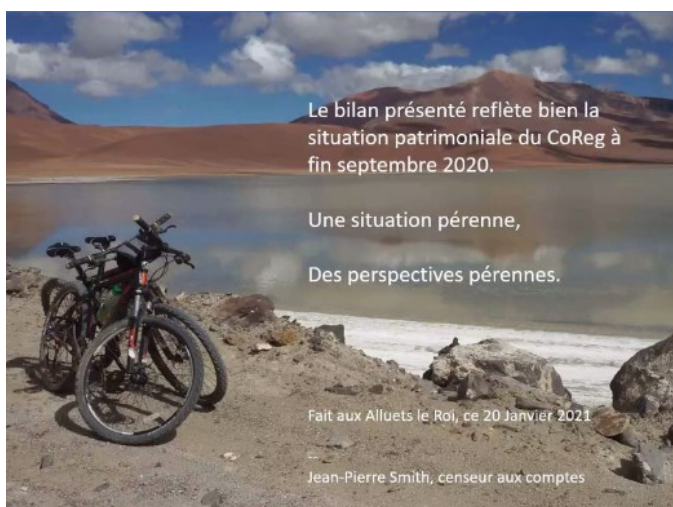 Le bilan présenté reflète bien la
situation patrimoniale du CoReg à
fin septembre 2020.
Une situation pérenne,
Des perspectives pérennes.
Fait aux Alluets le Roi, ce 20 Janvier 2021
Jean-Pierre Smith, censeur aux comptes